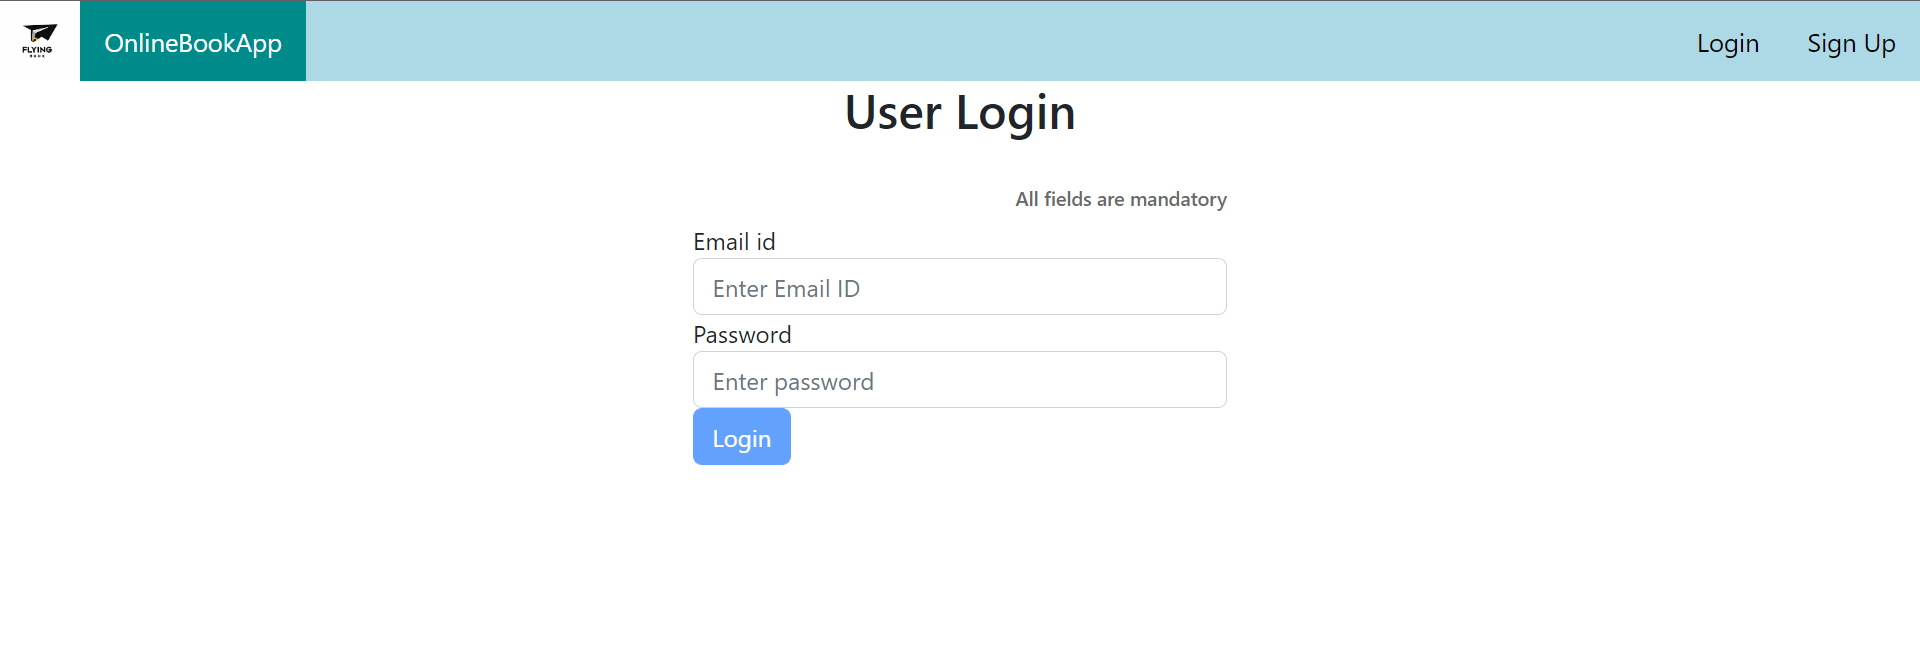 FLYING
BOOK
OnlineBookApp
Login
Sign Up
User Login
All fields are mandatory
Email id
Enter Email ID
Password
Enter password
Login